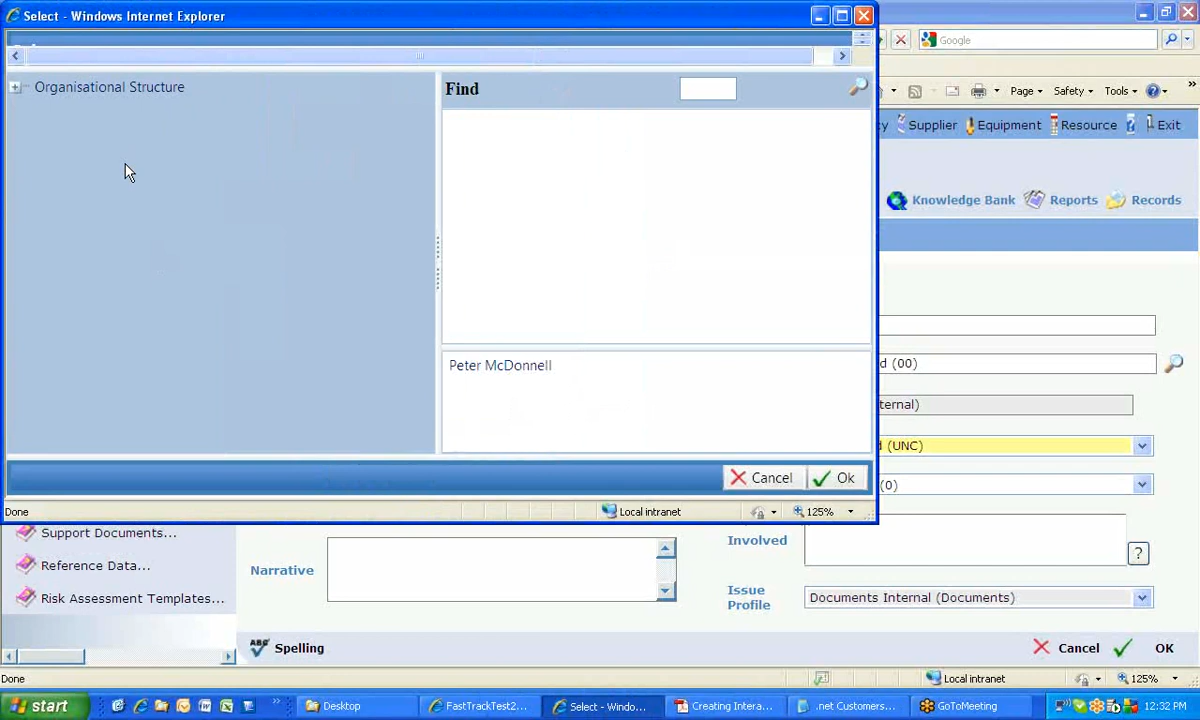 Select - Windows Internet Explorer
Organisational Structure
Find
Peter McDonnell
Cancel
Ok
Done
Local intranet
125%
Google
Page
Safety
Tools
Supplier
Equipment
Resource
Exit
Knowledge Bank
Reports
Records
d (00)
ternal)
d (UNC)
(0)
Support Documents...
Reference Data...
Risk Assessment Templates...
Narrative
Involved
?
Issue
Profile
Documents Internal (Documents)
ABC
Spelling
Cancel
OK
Done
Local intranet
125%
start
Desktop
FastTrackTest2...
Select - Windo...
Creating Intera...
.net Customers...
GoToMeeting
12:32 PM